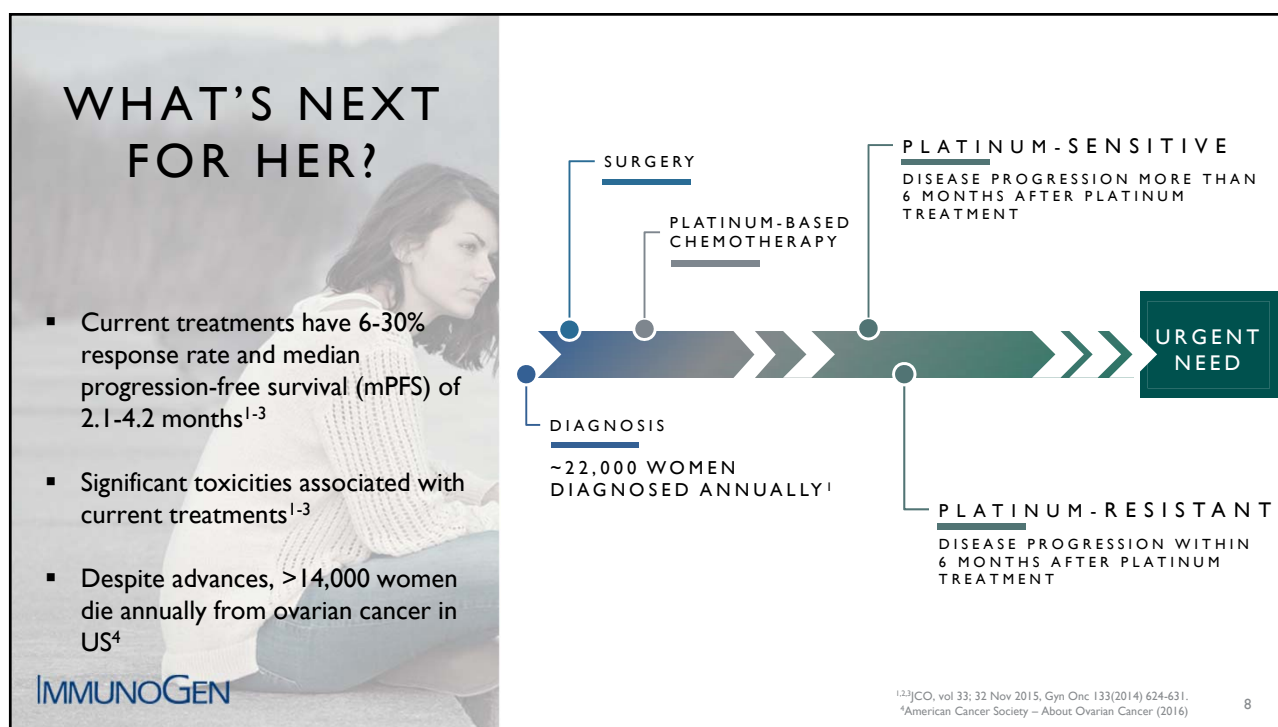 WHAT'S NEXT
FOR HER?
▪ Current treatments have 6-30%
response rate and median
progression-free survival (mPFS) of
2.1-4.2 months1-3
▪ Significant toxicities associated with
current treatments1-3
▪ Despite advances, >14,000 women
die annually from ovarian cancer in
US4
IMMUNOGEN
SURGERY
PLATINUM-BASED
CHEMOTHERAPY
PLATINUM-SENSITIVE
DISEASE PROGRESSION MORE THAN
6 MONTHS AFTER PLATINUM
TREATMENT
URGENT
NEED
DIAGNOSIS
~22,000 WOMEN
DIAGNOSED ANNUALLY1
PLATINUM-RESISTANT
DISEASE PROGRESSION WITHIN
6 MONTHS AFTER PLATINUM
TREATMENT
1,2,3JCO, vol 33; 32 Nov 2015, Gyn Onc 133(2014) 624-631.
4American Cancer Society – About Ovarian Cancer (2016)
8